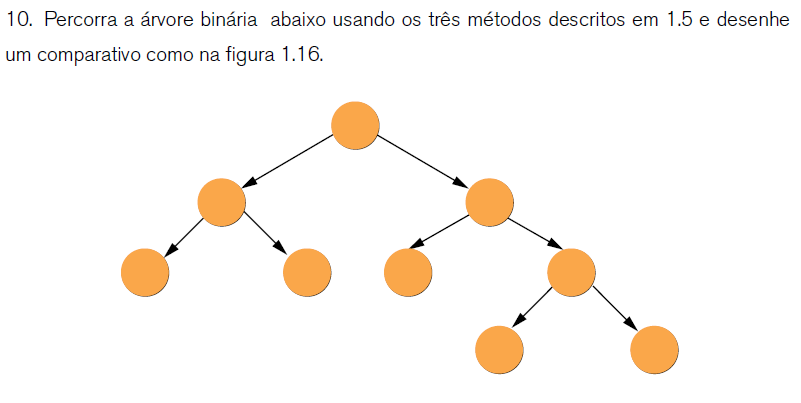 10. Percorra a árvore binária abaixo usando os três métodos descritos em 1.5 e desenhe
um comparativo como na figura 1.16.